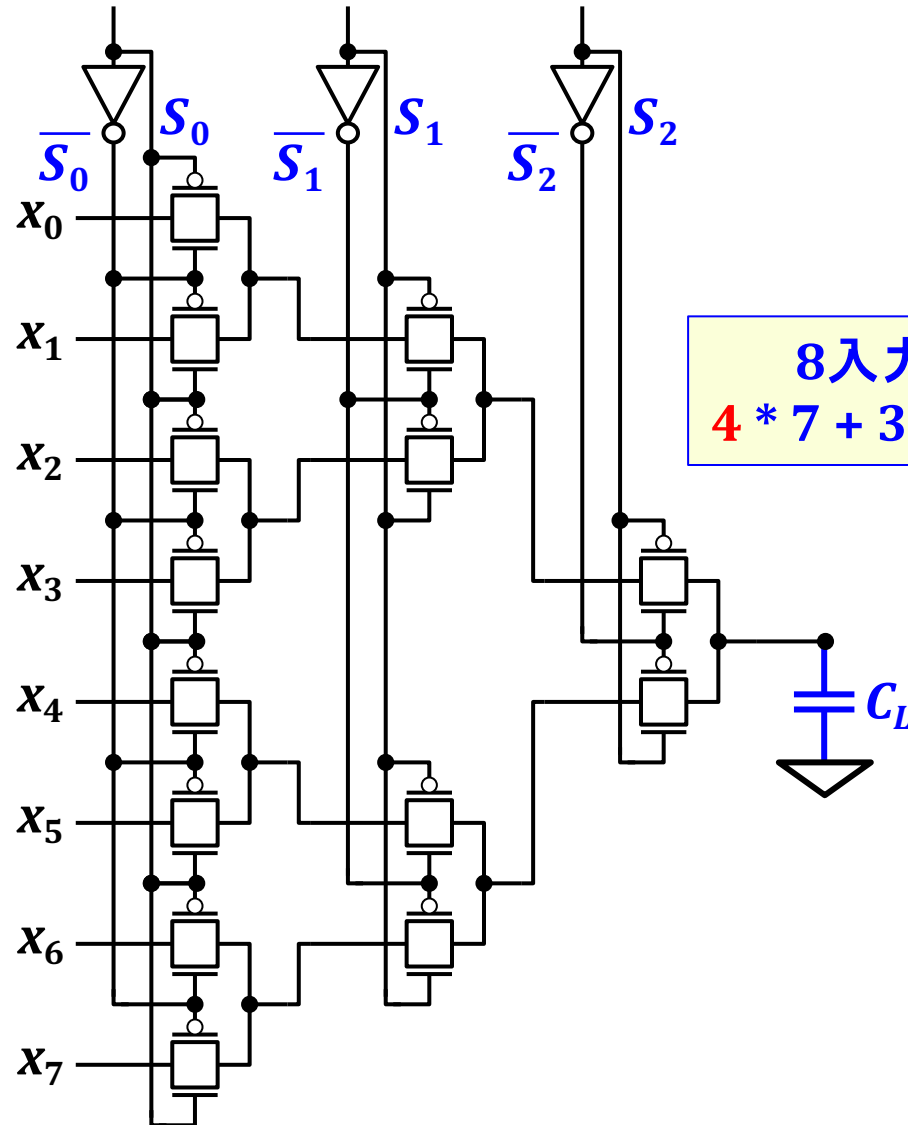 S₀ S₁ S₂
S̅₀ S̅₁ S̅₂
x₀
x₁
8入
4 * 7 + 3
x₂
x₃
x₄
C
x₅
x₆
x₇